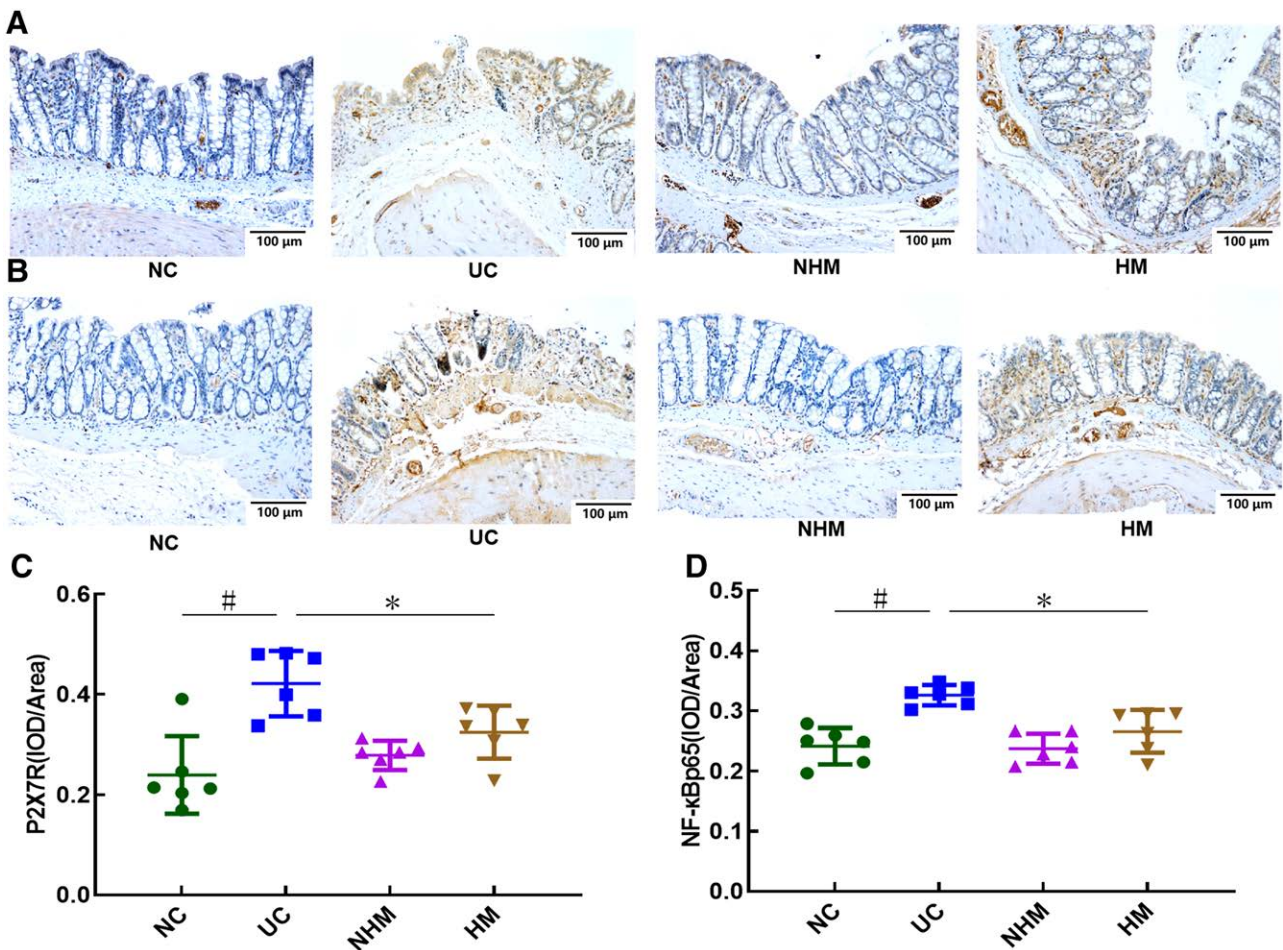 A
100 μm
100 μm
100 μm
100 μm
NC
UC
NHM
HM
B
100 μm
100 μm
100 μm
100 μm
NC
UC
NHM
HM
C
P2X7R(IOD/Area)
0.6
0.4
0.2
0.0
#
*
NC
UC
NHM
HM
D
NF-κBp65(IOD/Area)
0.5
0.4
0.3
0.2
0.1
0.0
#
*
NC
UC
NHM
HM